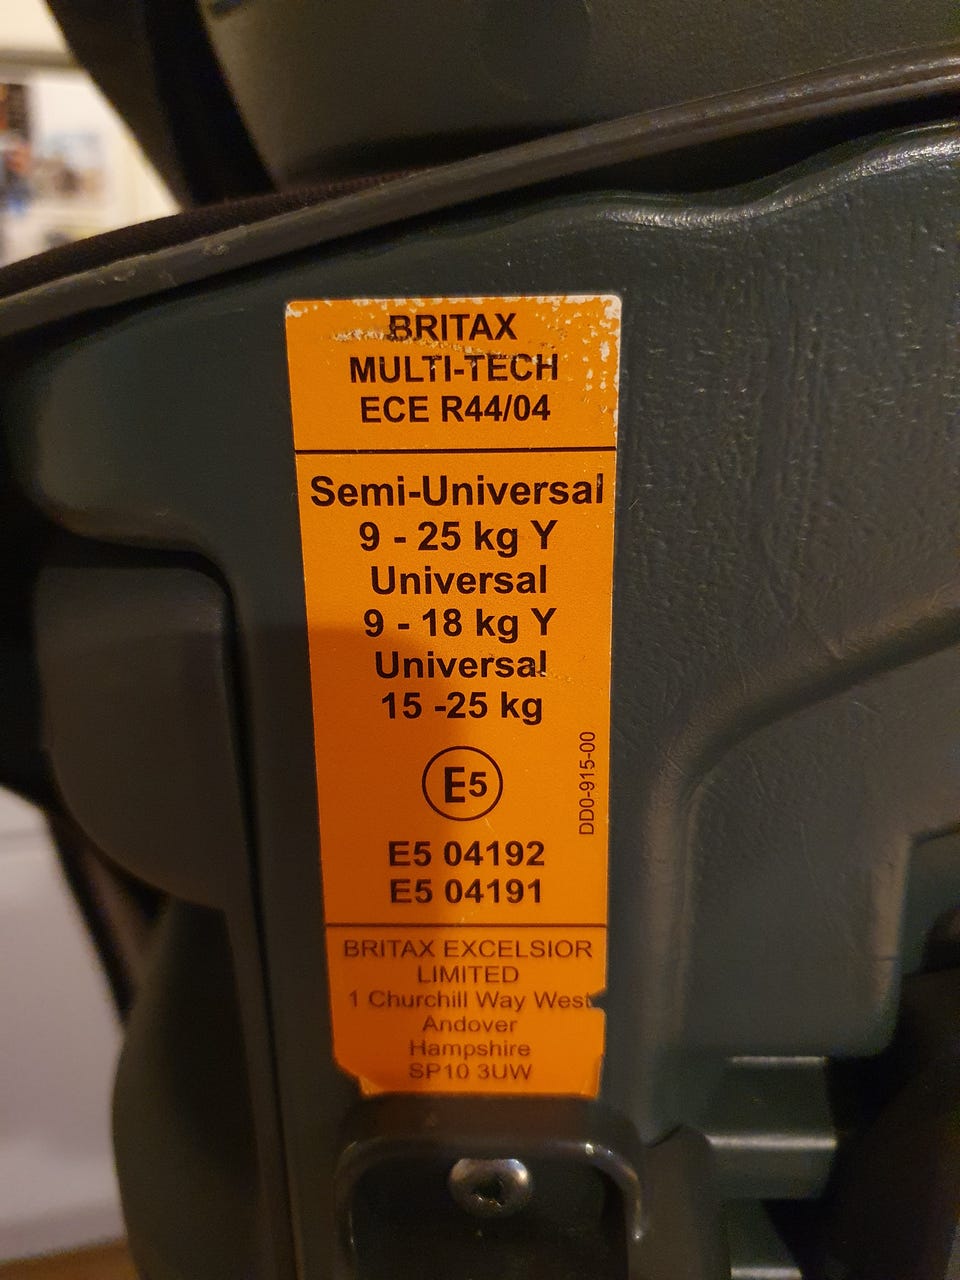 BRITAX
MULTI-TECH
ECE R44/04
Semi-Universal
9 - 25 kg Y
Universal
9 - 18 kg Y
Universal
15 -25 kg
E5
DD0-915-00
E5 04192
E5 04191
BRITAX EXCELSIOR
LIMITED
1 Churchill Way West
Andover
Hampshire
SP10 3UW